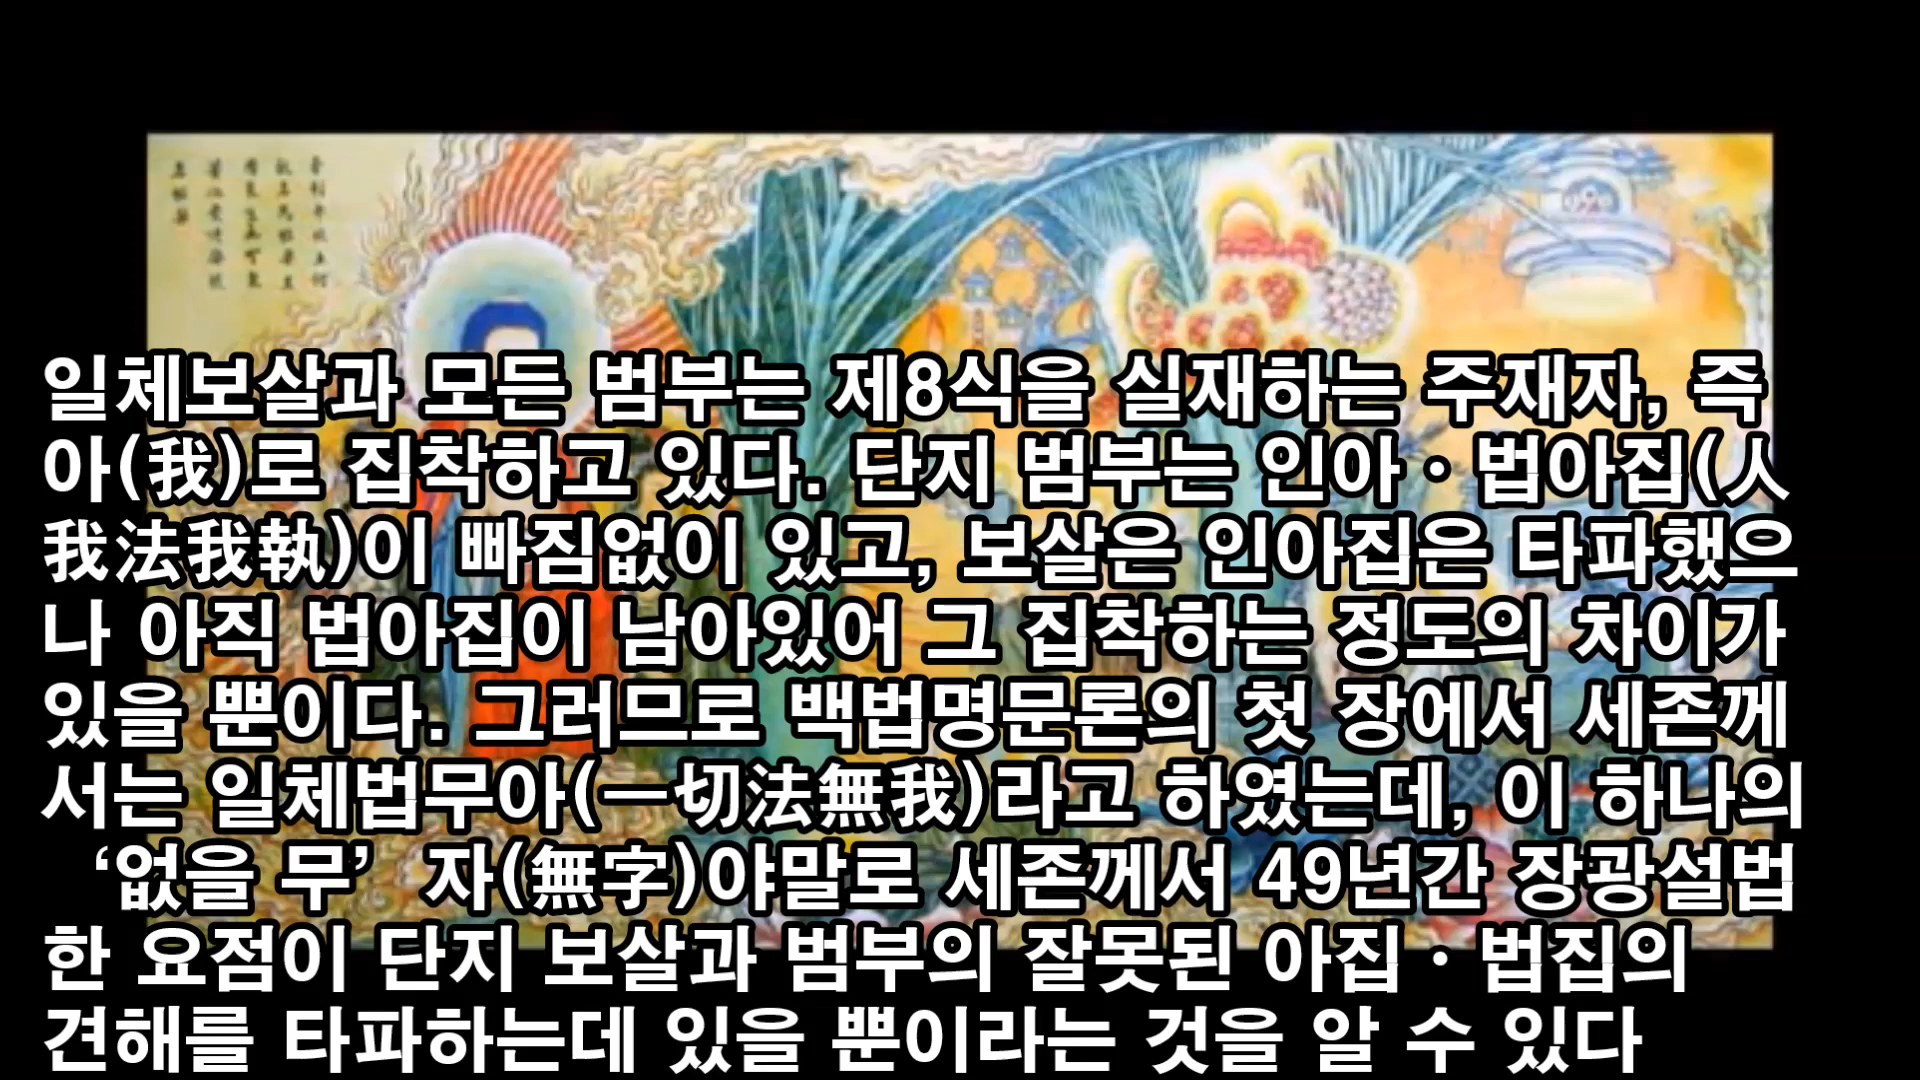 일체보살과 모든 범부는 제8식을 실재하는 주재자, 즉
아(我)로 집착하고 있다. 단지 범부는 인아·법아집(人
我法我執)이 빠짐없이 있고, 보살은 인아집은 타파했으
나 아직 법아집이 남아있어 그 집착하는 정도의 차이가
있을 뿐이다. 그러므로 백법명문론의 첫 장에서 세존께
서는 일체법무아(一切法無我)라고 하였는데, 이 하나의
‘없을 무’ 자(無字)야말로 세존께서 49년간 장광설법
한 요점이 단지 보살과 범부의 잘못된 아집·법집의
견해를 타파하는데 있을 뿐이라는 것을 알 수 있다